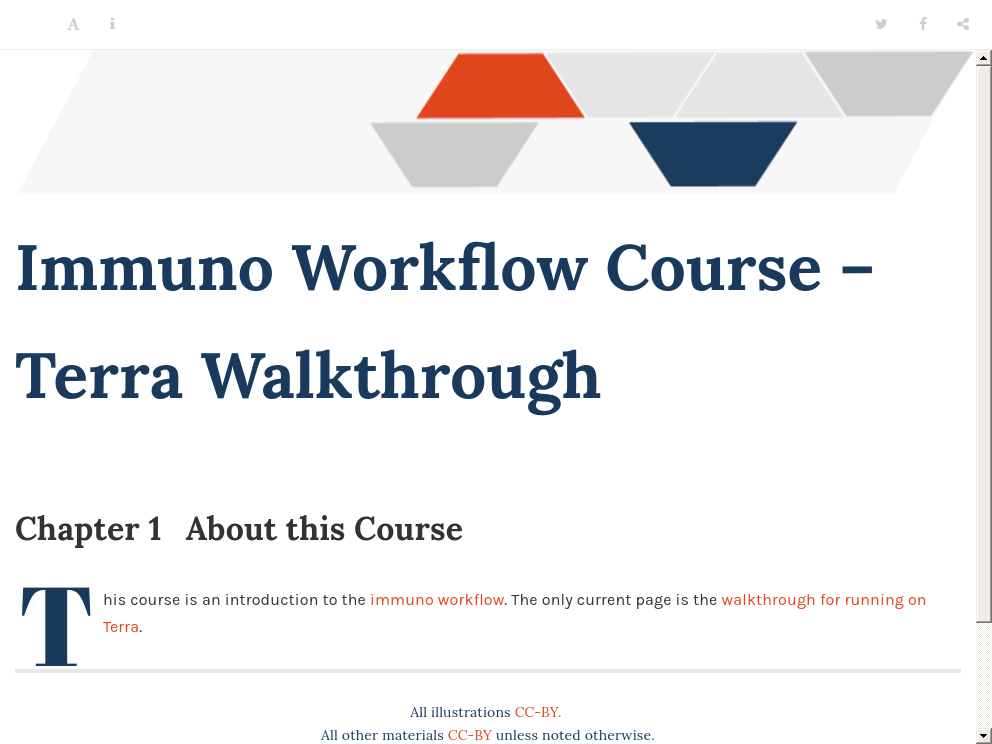 Immuno Workflow Course –
Terra Walkthrough
Chapter 1 About this Course
This course is an introduction to the immuno workflow. The only current page is the walkthrough for running on
Terra.
All illustrations CC-BY.
All other materials CC-BY unless noted otherwise.